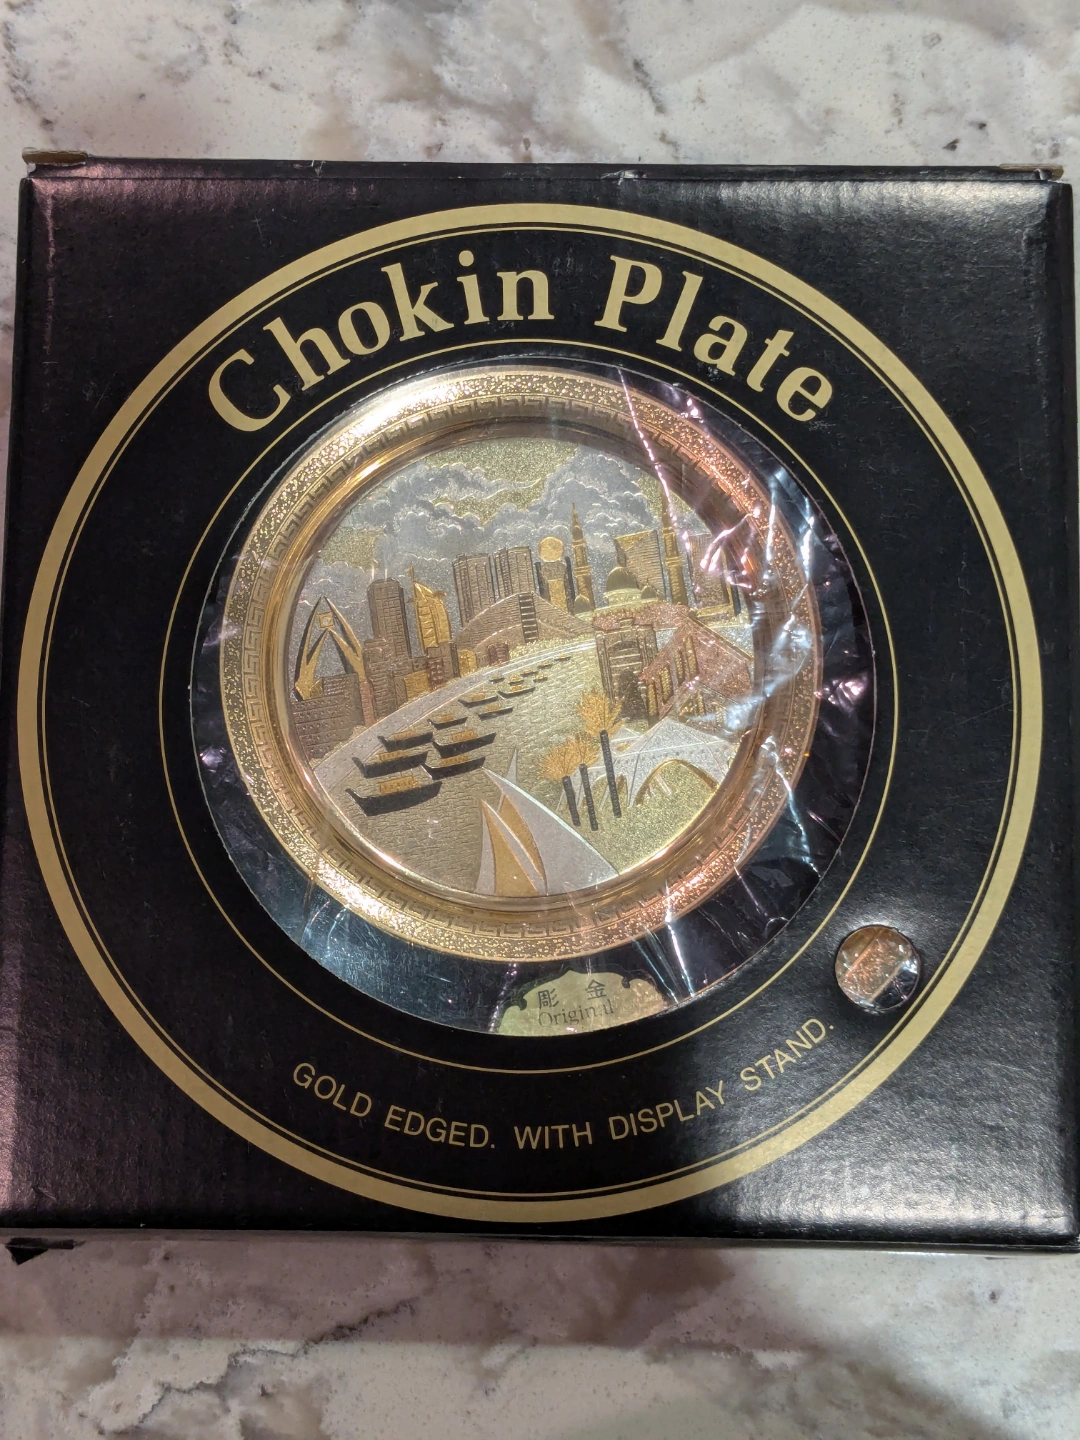 Chokin Plate
彫 金
Original
GOLD EDGED. WITH DISPLAY STAND.